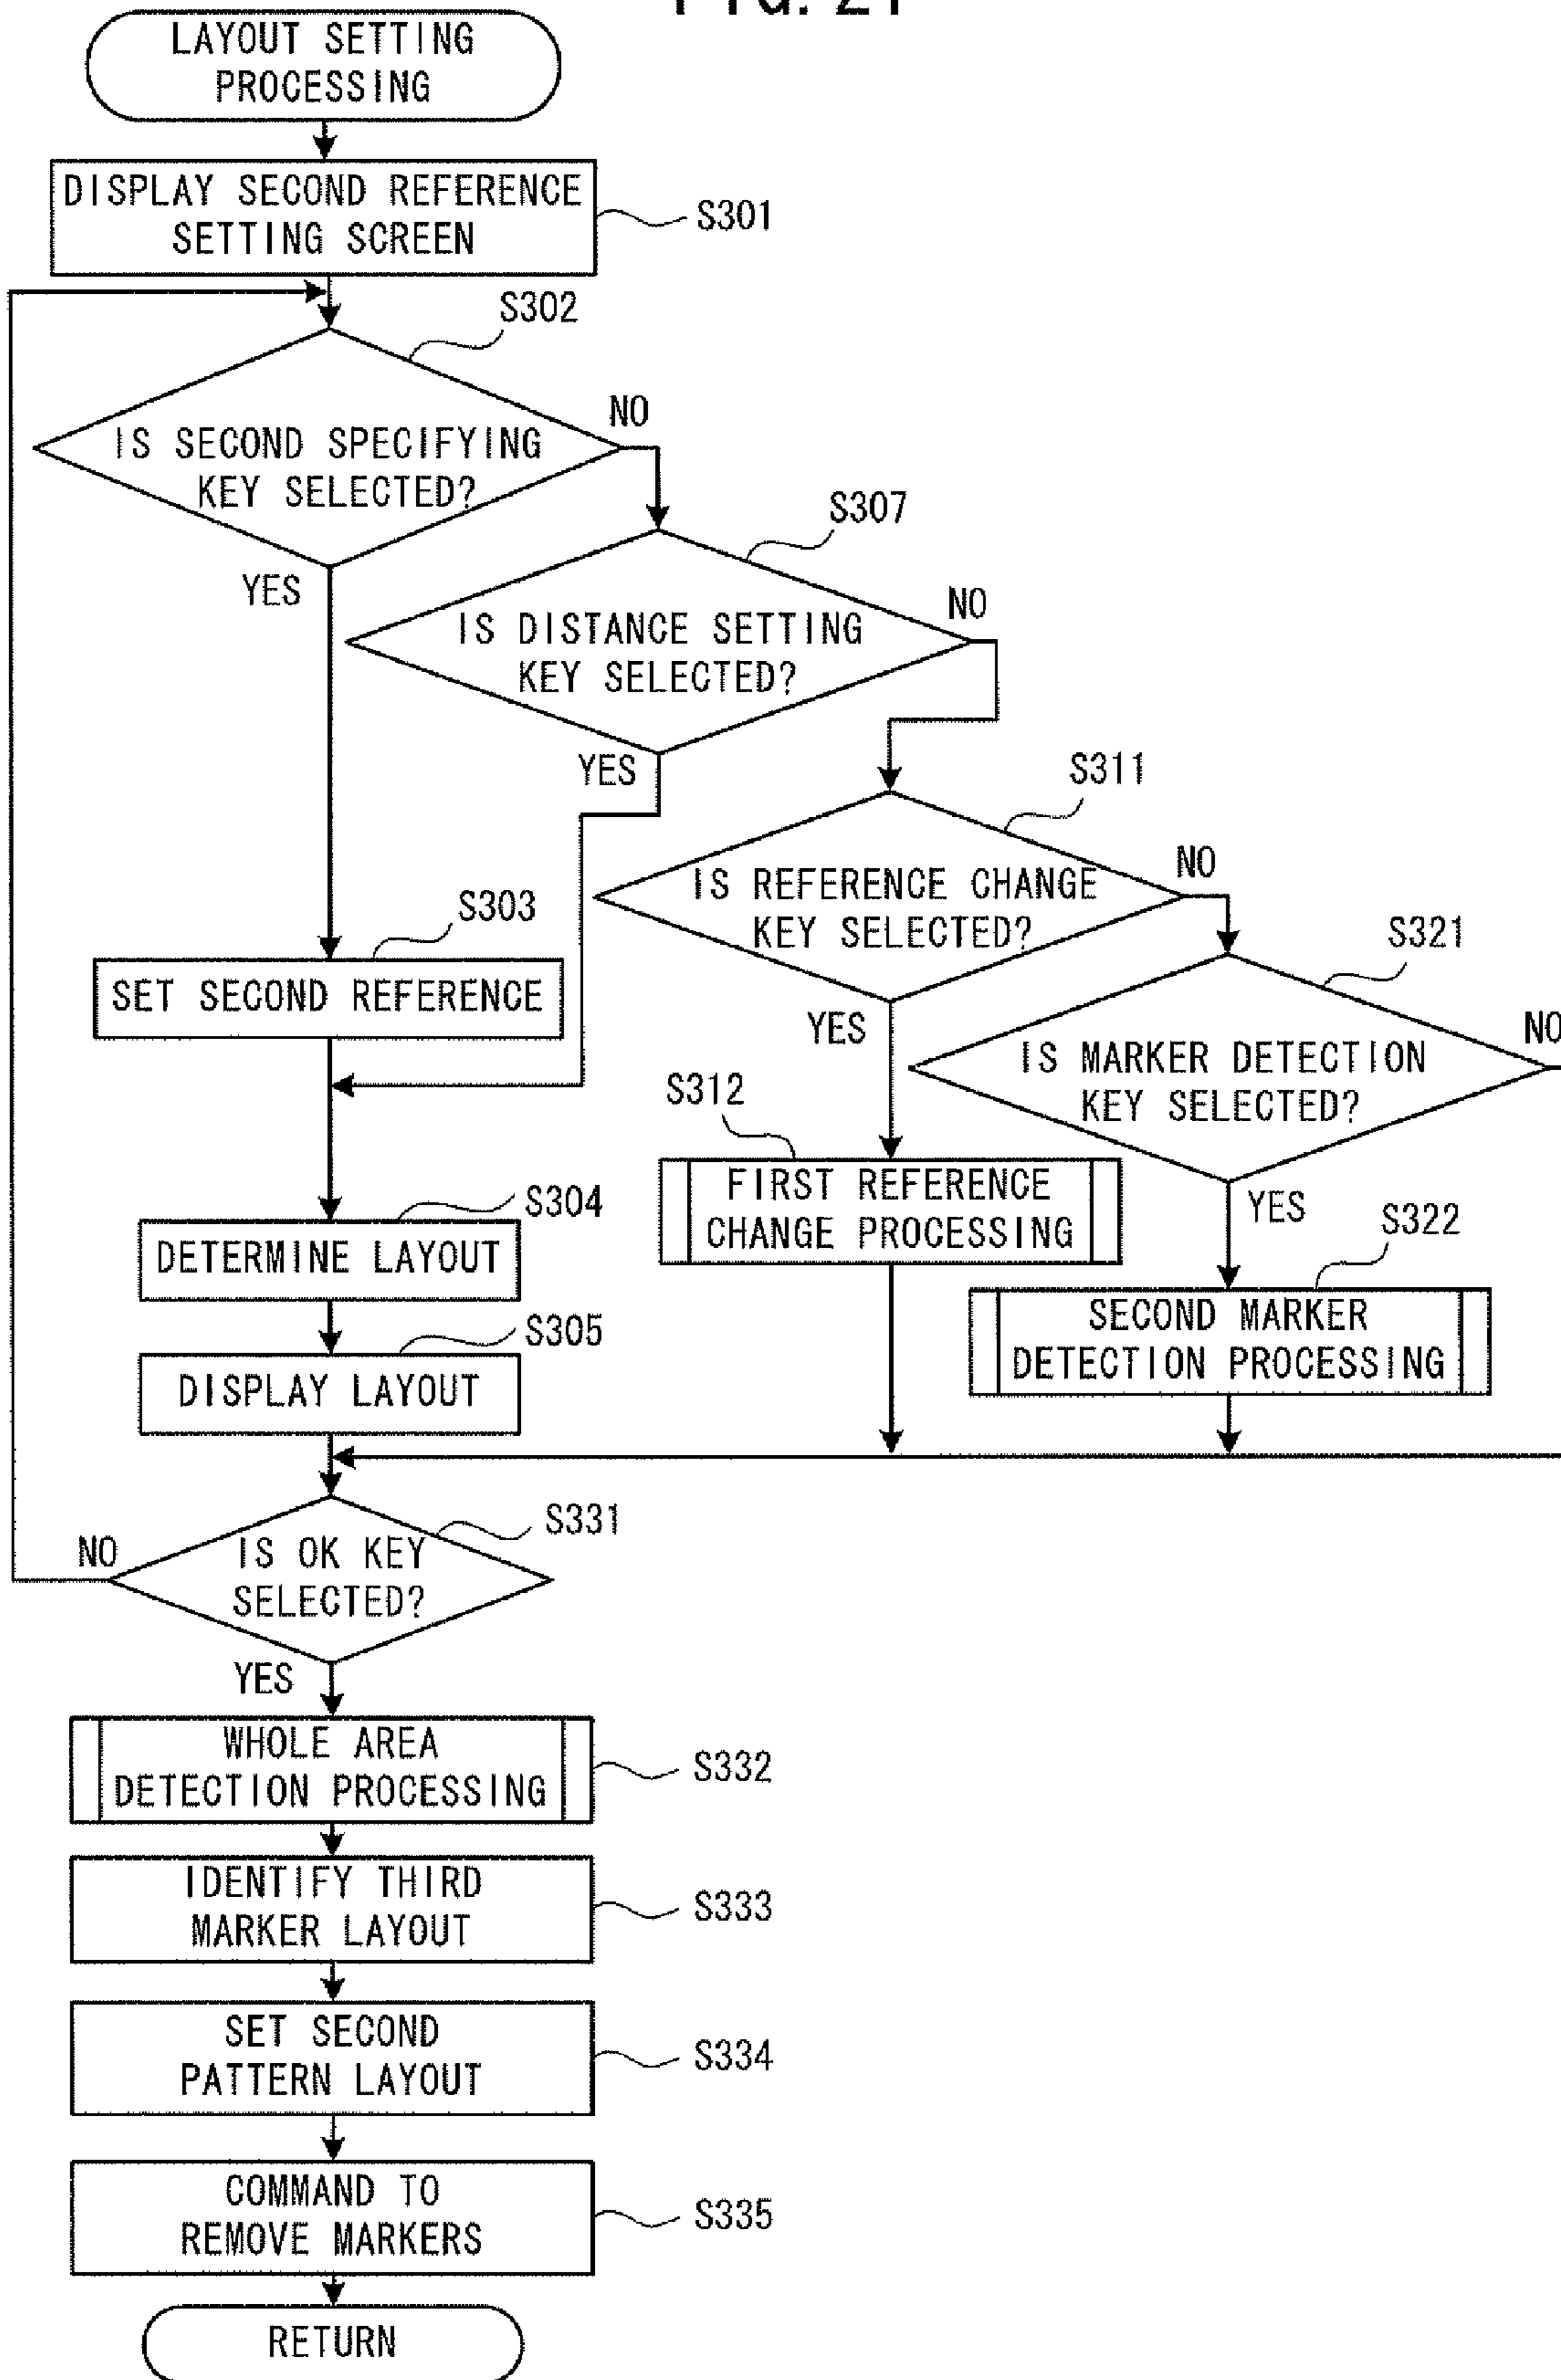 FIG. 21
LAYOUT SETTING
PROCESSING
DISPLAY SECOND REFERENCE
SETTING SCREEN
S301
S302
IS SECOND SPECIFYING
KEY SELECTED?
NO
YES
S307
IS DISTANCE SETTING
KEY SELECTED?
NO
YES
S311
IS REFERENCE CHANGE
KEY SELECTED?
NO
YES
S303
SET SECOND REFERENCE
S321
IS MARKER DETECTION
KEY SELECTED?
NO
YES
S312
FIRST REFERENCE
CHANGE PROCESSING
S322
SECOND MARKER
DETECTION PROCESSING
S304
DETERMINE LAYOUT
S305
DISPLAY LAYOUT
S331
IS OK KEY
SELECTED?
NO
YES
WHOLE AREA
DETECTION PROCESSING
S332
IDENTIFY THIRD
MARKER LAYOUT
S333
SET SECOND
PATTERN LAYOUT
S334
COMMAND TO
REMOVE MARKERS
S335
RETURN